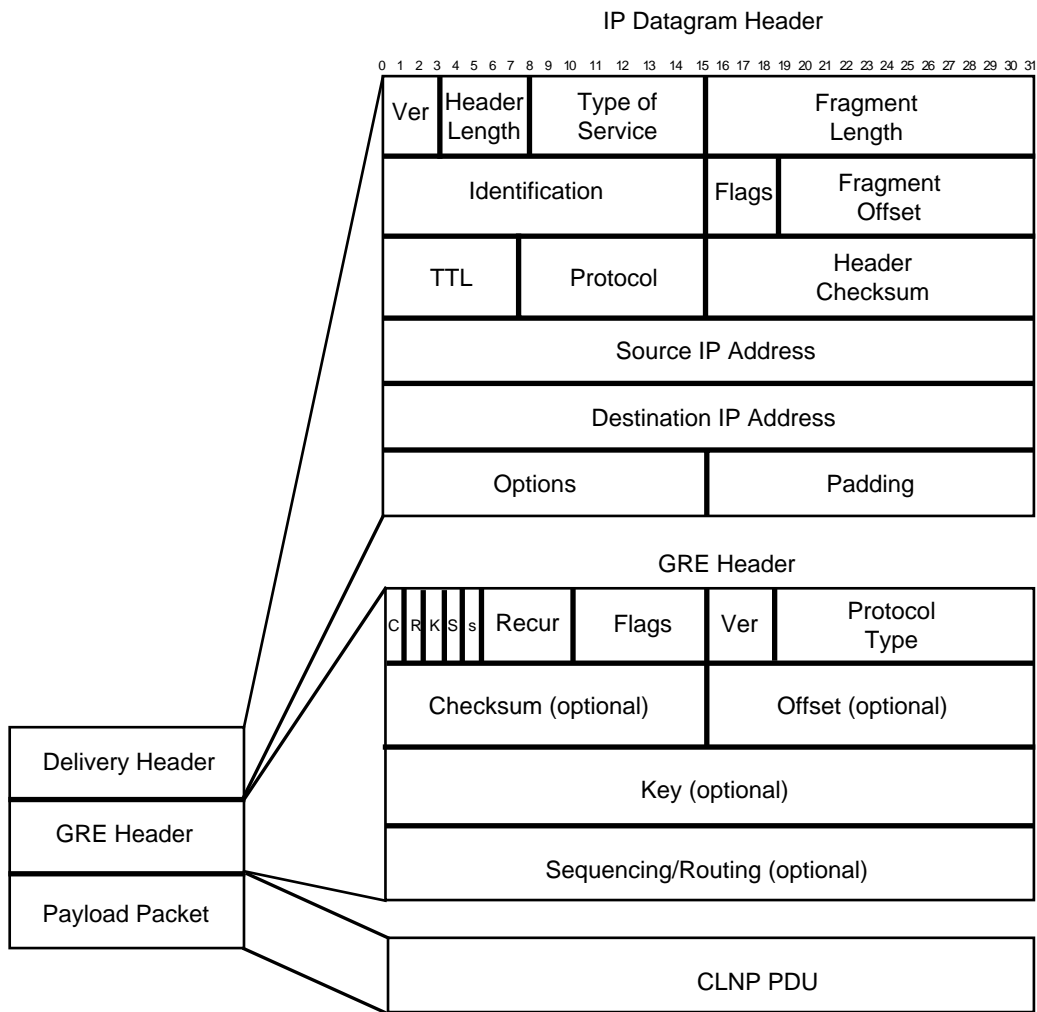 IP Datagram Header
0 1 2 3 4 5 6 7 8 9 10 11 12 13 14 15 16 17 18 19 20 21 22 23 24 25 26 27 28 29 30 31
Ver
Header
Length
Type of
Service
Fragment
Length
Identification
Flags
Fragment
Offset
TTL
Protocol
Header
Checksum
Source IP Address
Destination IP Address
Options
Padding
GRE Header
C R K S s
Recur
Flags
Ver
Protocol
Type
Checksum (optional)
Offset (optional)
Key (optional)
Sequencing/Routing (optional)
Delivery Header
GRE Header
Payload Packet
CLNP PDU